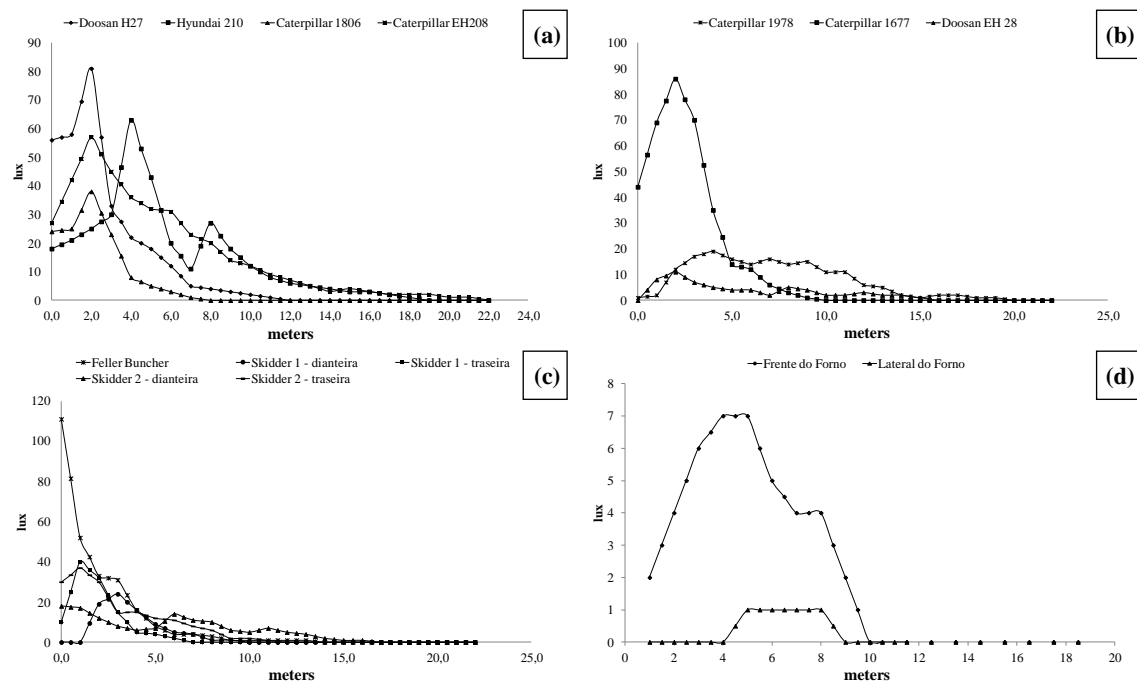 Doosan H27 Hyundai 210 Caterpillar 1806 Caterpillar EH208
(a)
90
80
70
60
50
40
30
20
10
0
lux
0,0 2,0 4,0 6,0 8,0 10,0 12,0 14,0 16,0 18,0 20,0 22,0 24,0
meters
Caterpillar 1978 Caterpillar 1677 Doosan EH 28
(b)
100
90
80
70
60
50
40
30
20
10
0
lux
0,0 5,0 10,0 15,0 20,0 25,0
meters
Feller Buncher Skidder 1 - dianteira Skidder 1 - traseira
Skidder 2 - dianteira Skidder 2 - traseira
(c)
120
100
80
60
40
20
0
lux
0,0 5,0 10,0 15,0 20,0 25,0
meters
Frente do Forno Lateral do Forno
(d)
8
7
6
5
4
3
2
1
0
lux
0 2 4 6 8 10 12 14 16 18 20
meters